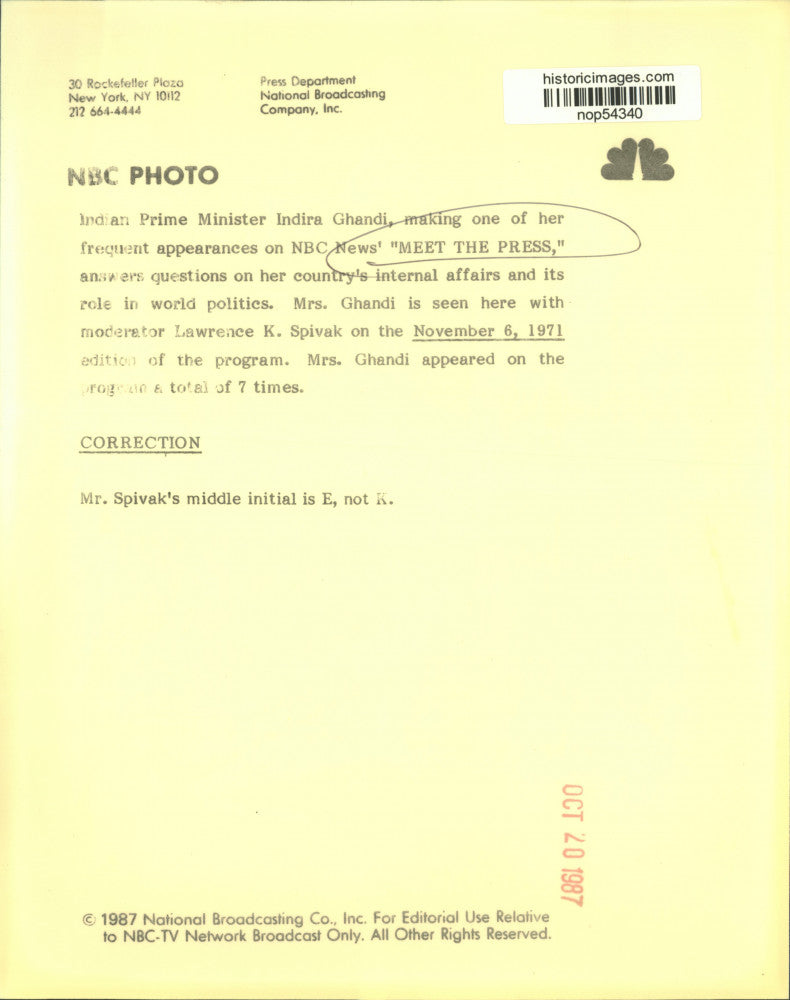 30 Rockefeller Plaza
New York, NY 10112
212 664-4444
Press Department
National Broadcasting
Company, Inc.
historicimages.com
nop54340
NBC PHOTO
Indian Prime Minister Indira Ghandi, making one of her
frequent appearances on NBC News' "MEET THE PRESS,"
answers questions on her country's internal affairs and its
role in world politics. Mrs. Ghandi is seen here with
moderator Lawrence K. Spivak on the November 6, 1971
edition of the program. Mrs. Ghandi appeared on the
program a total of 7 times.
CORRECTION
Mr. Spivak's middle initial is E, not K.
OCT 20 1987
© 1987 National Broadcasting Co., Inc. For Editorial Use Relative
to NBC-TV Network Broadcast Only. All Other Rights Reserved.